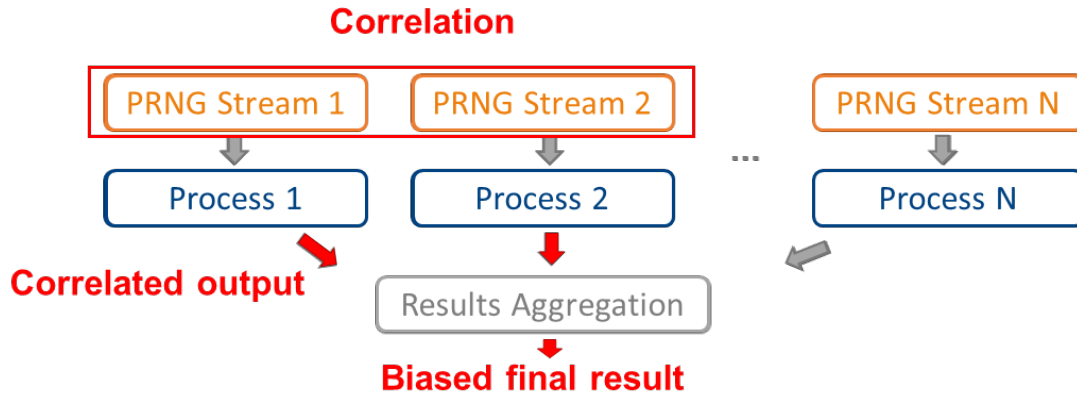 Correlation
PRNG Stream 1
PRNG Stream 2
PRNG Stream N
...
Process 1
Process 2
Process N
Correlated output
Results Aggregation
Biased final result